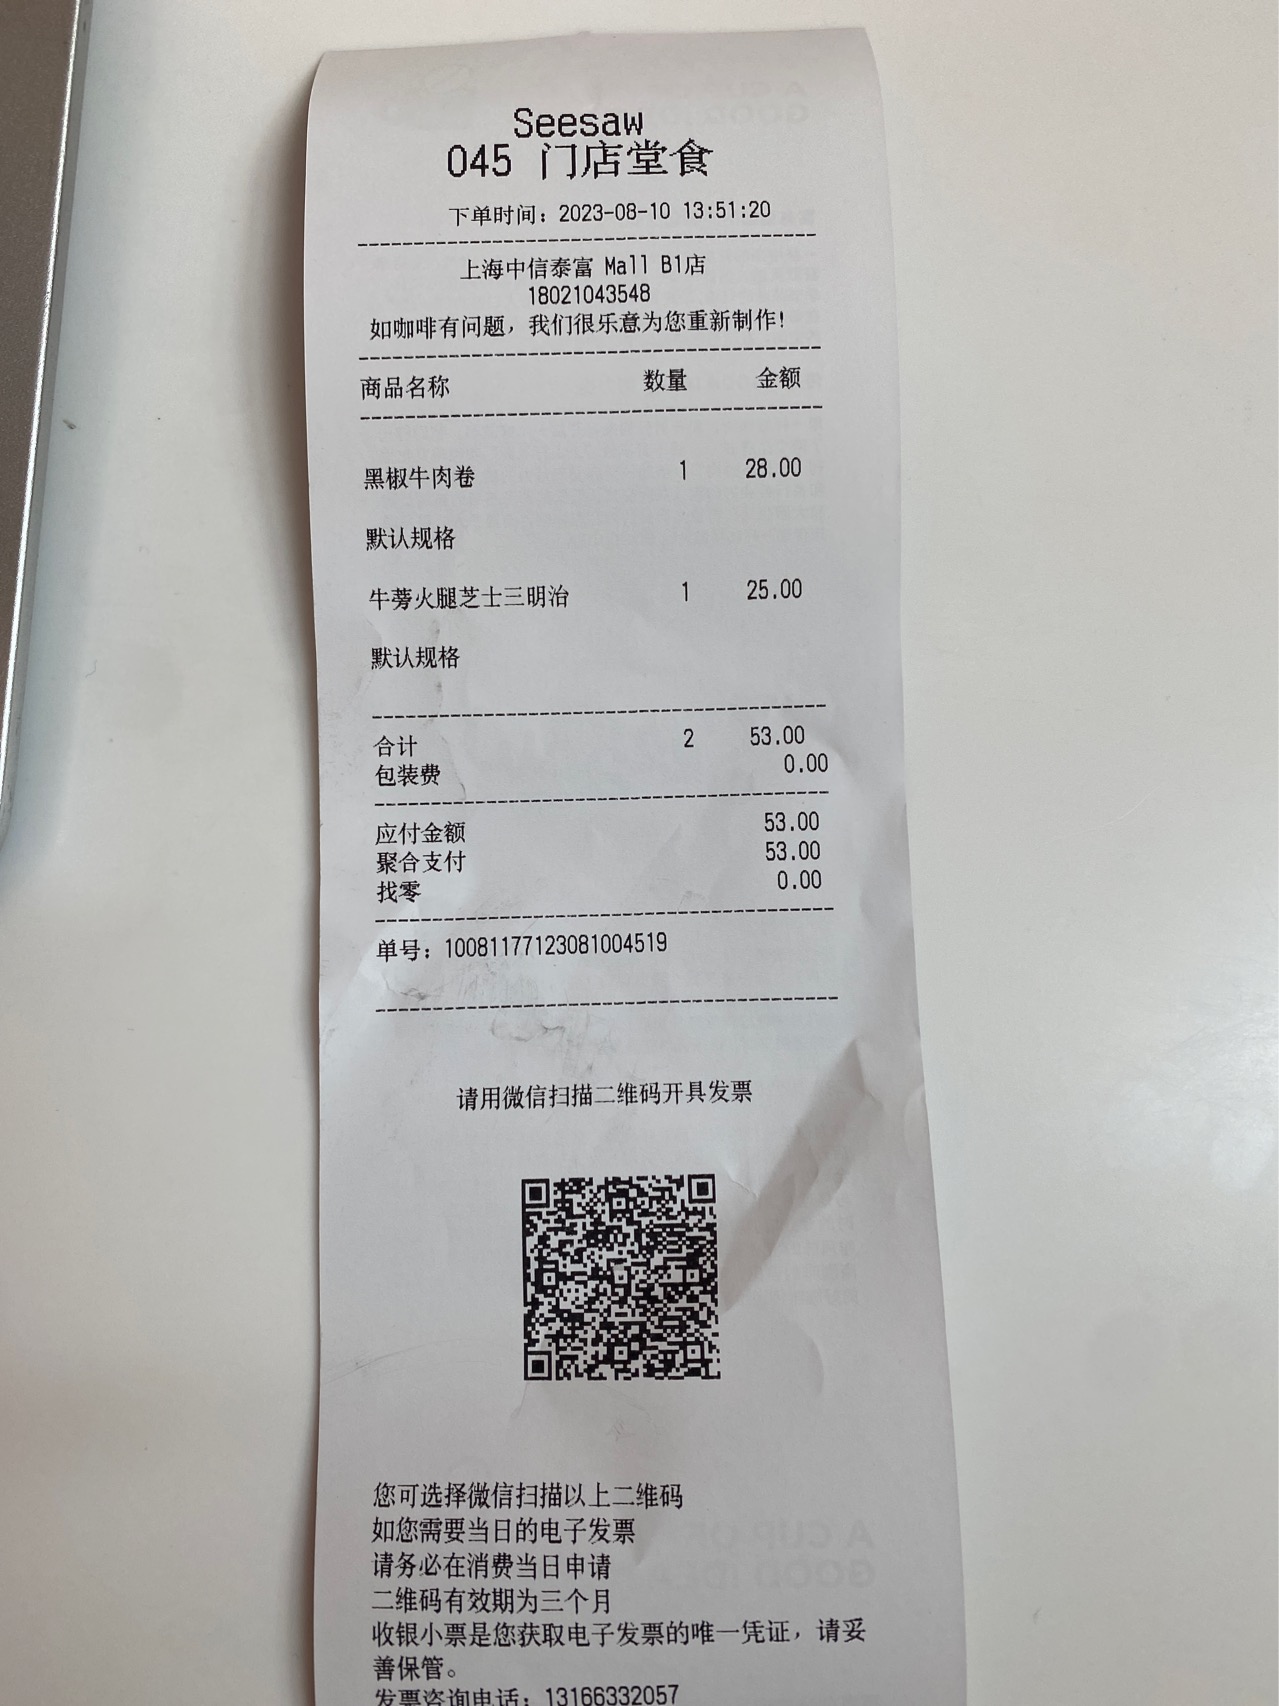 Seesaw
045 门店堂食
下单时间：2023-08-10 13:51:20
上海中信泰富 Mall B1店
18021043548
如咖啡有问题，我们很乐意为您重新制作！
商品名称 数量 金额
黑椒牛肉卷 1 28.00
默认规格
牛蒡火腿芝士三明治 1 25.00
默认规格
合计 2 53.00
包装费 0.00
应付金额 53.00
聚合支付 53.00
找零 0.00
单号：10081177123081004519
请用微信扫描二维码开具发票
您可选择微信扫描以上二维码
如您需要当日的电子发票
请务必在消费当日申请
二维码有效期为三个月
收银小票是您获取电子发票的唯一凭证，请妥
善保管。
发票咨询电话：13166332057